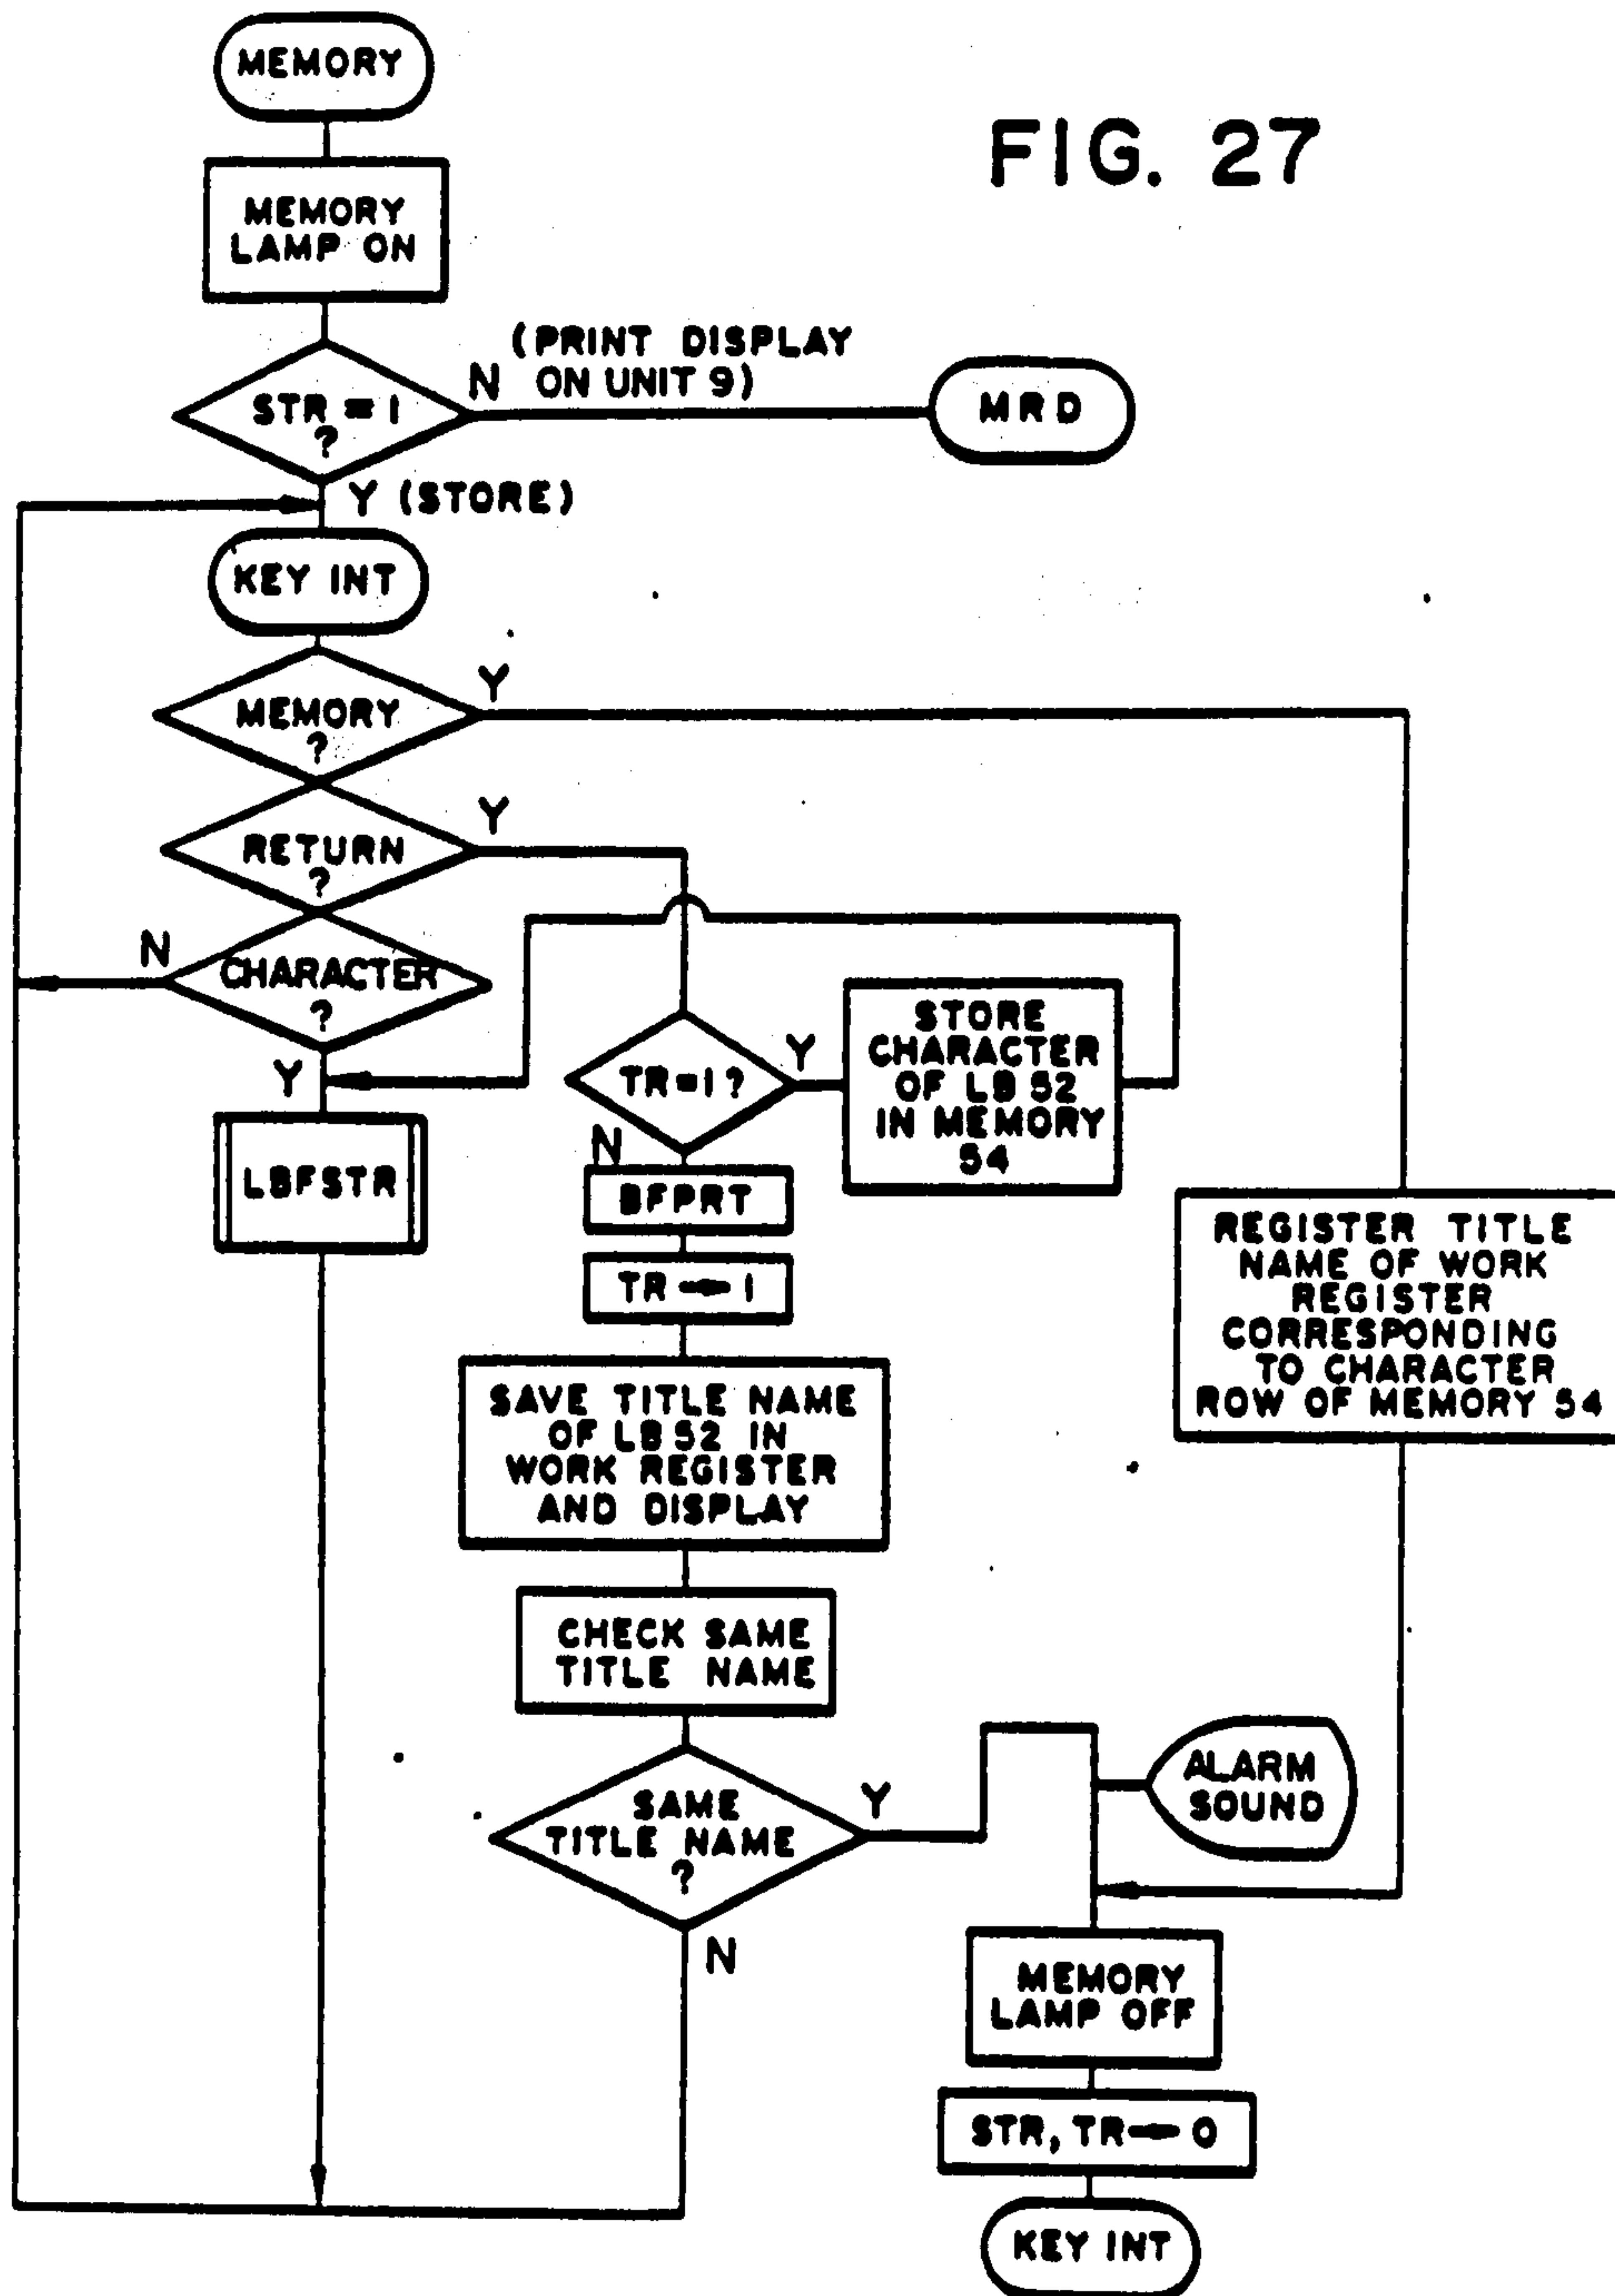 MEMORY
FIG. 27
MEMORY
LAMP ON
(PRINT DISPLAY
N ON UNIT 9)
STR = 1
?
MRD
Y (STORE)
KEY INT
MEMORY
?
Y
RETURN
?
Y
N
CHARACTER
?
Y
LBFSTR
TR=1?
Y
N
STORE
CHARACTER
OF LB 52
IN MEMORY
54
BFPRT
TR ← 1
REGISTER TITLE
NAME OF WORK
REGISTER
CORRESPONDING
TO CHARACTER
ROW OF MEMORY 54
SAVE TITLE NAME
OF LB 52 IN
WORK REGISTER
AND DISPLAY
CHECK SAME
TITLE NAME
SAME
TITLE NAME
?
Y
N
ALARM
SOUND
MEMORY
LAMP OFF
STR, TR ← 0
KEY INT